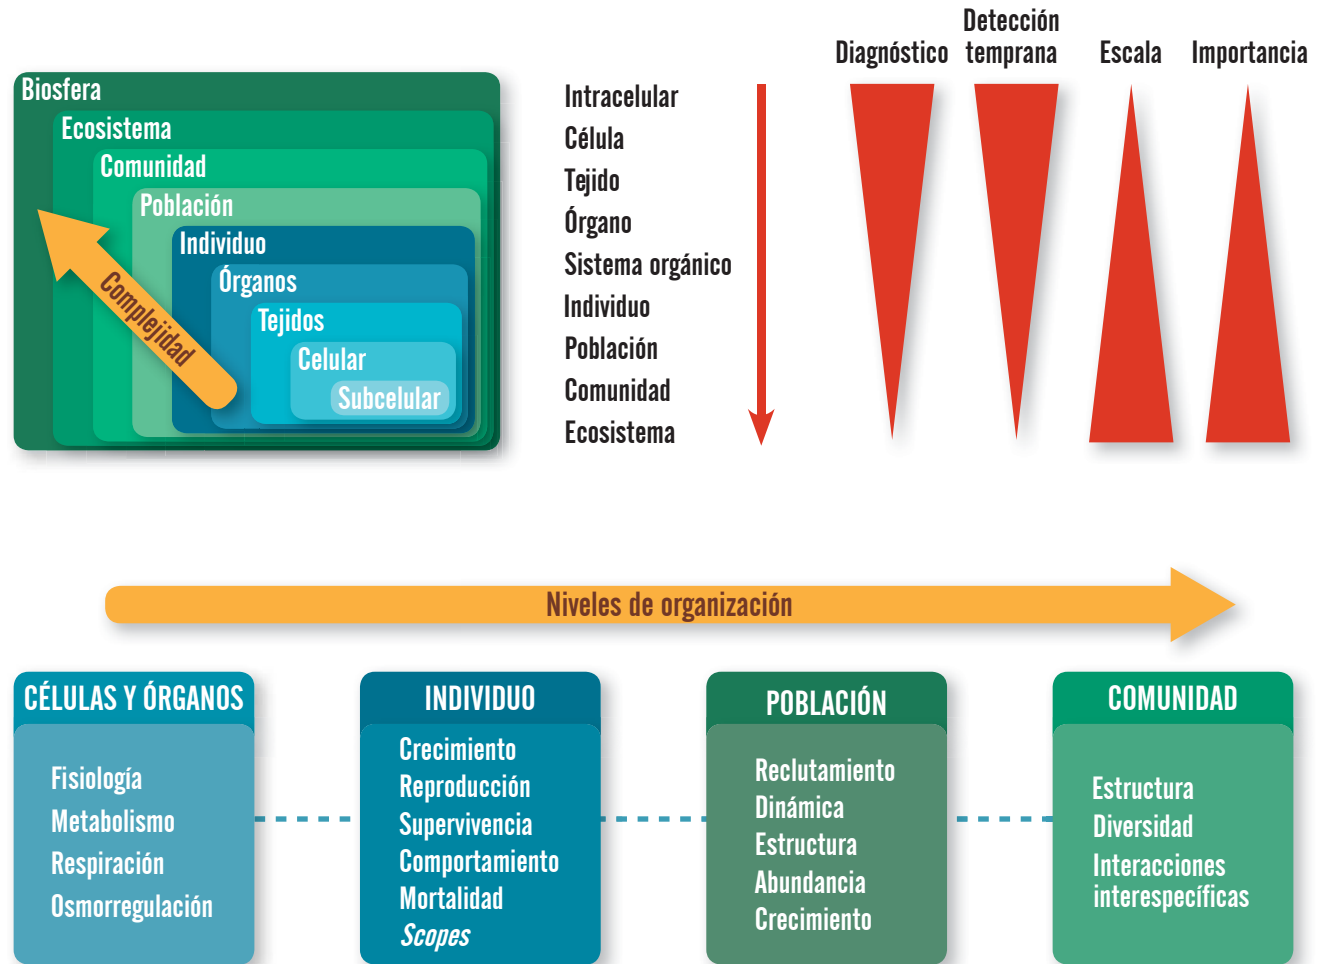 Biosfera
Ecosistema
Comunidad
Población
Individuo
Órganos
Tejidos
Celular
Subcelular
Complejidad
Intracelular
Célula
Tejido
Órgano
Sistema orgánico
Individuo
Población
Comunidad
Ecosistema
Diagnóstico
Detección
temprana
Escala
Importancia
Niveles de organización
CÉLULAS Y ÓRGANOS
Fisiología
Metabolismo
Respiración
Osmorregulación
INDIVIDUO
Crecimiento
Reproducción
Supervivencia
Comportamiento
Mortalidad
Scopes
POBLACIÓN
Reclutamiento
Dinámica
Estructura
Abundancia
Crecimiento
COMUNIDAD
Estructura
Diversidad
Interacciones
interespecíficas